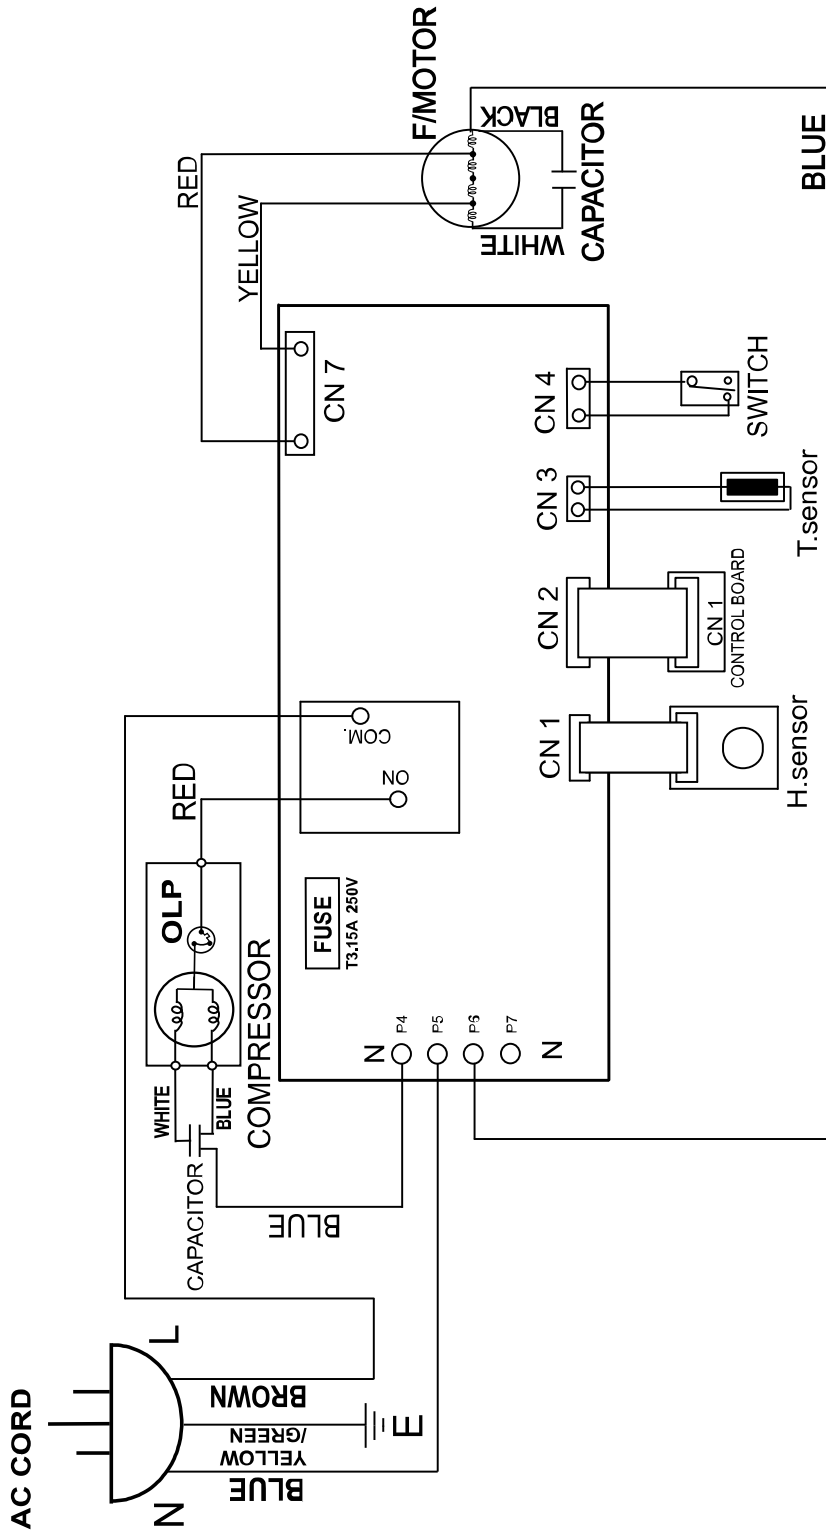 AC CORD
N
L
BLUE
YELLOW
/GREEN
BROWN
E
CAPACITOR
WHITE
BLUE
BLUE
COMPRESSOR
OLP
RED
FUSE
T3.15A 250V
N
P4
P5
P6
P7
N
COM.
ON
CN 1
CN 2
CN 3
CN 4
CN 7
H.sensor
CN 1
CONTROL BOARD
T.sensor
SWITCH
YELLOW
RED
F/MOTOR
WHITE
BLACK
CAPACITOR
BLUE